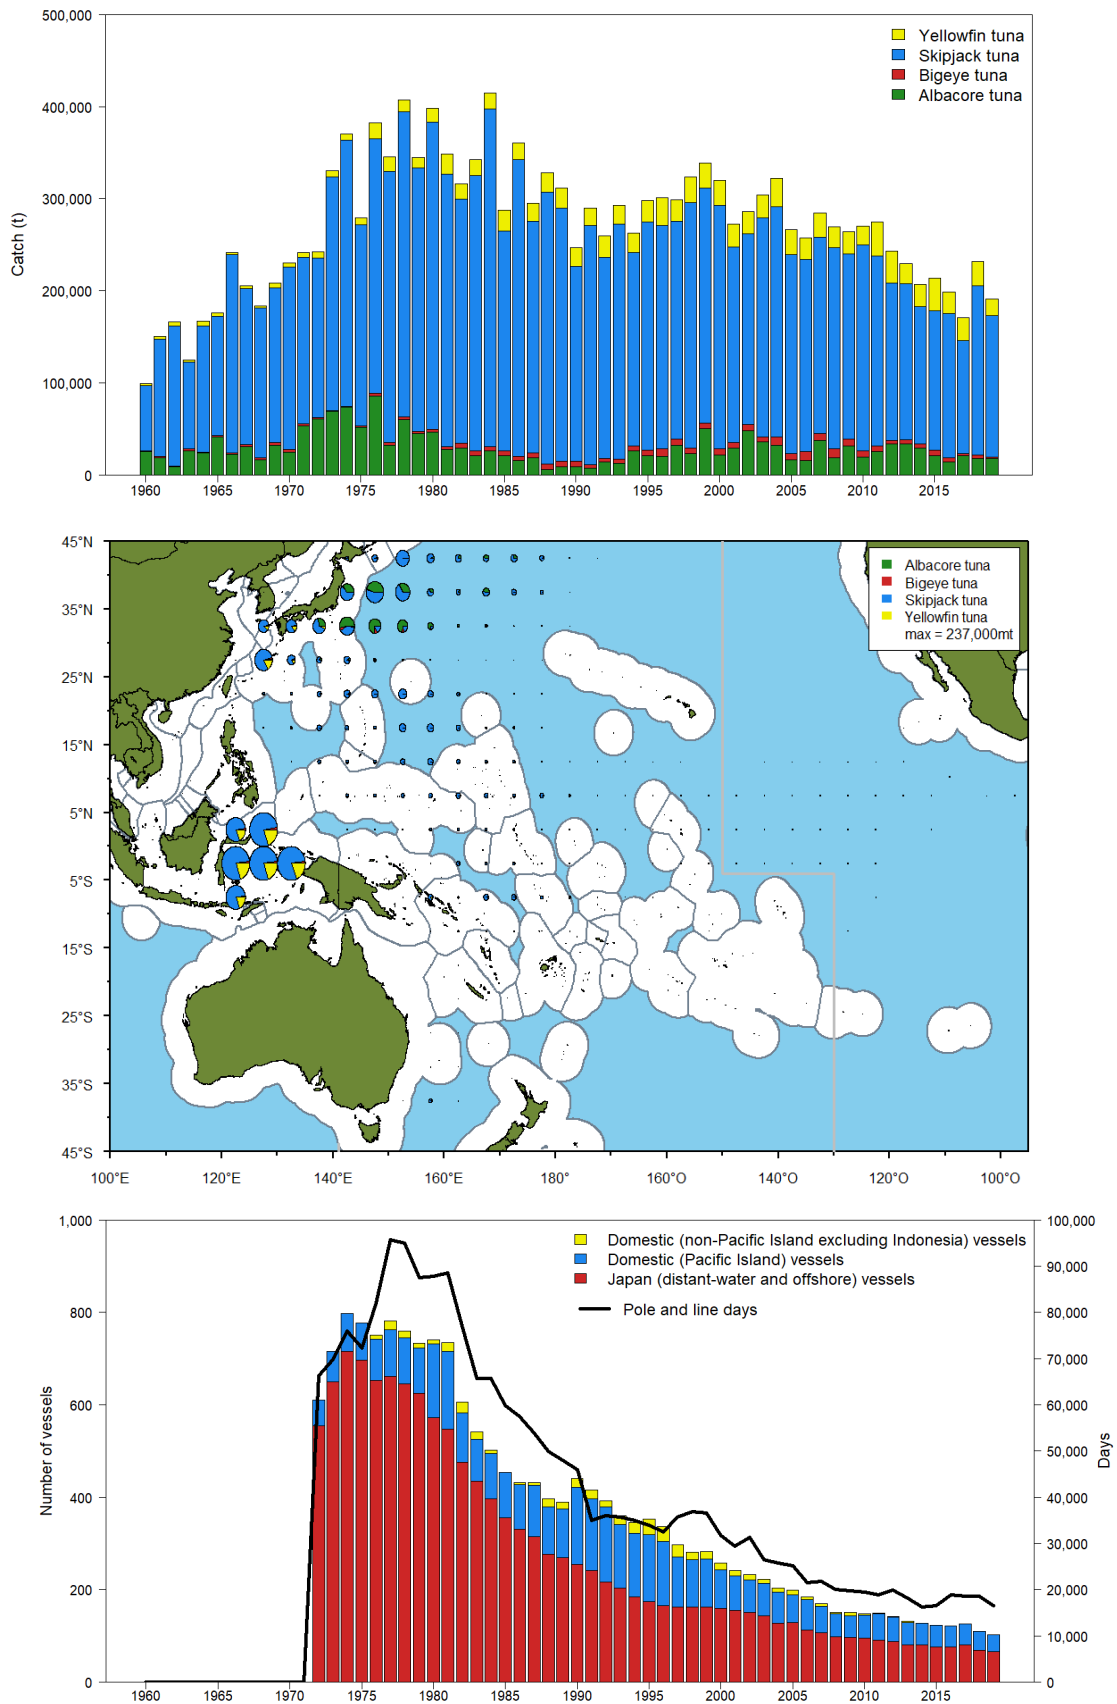 500,000
400,000
300,000
200,000
100,000
0
Catch (t)
Yellowfin tuna
Skipjack tuna
Bigeye tuna
Albacore tuna
1960 1965 1970 1975 1980 1985 1990 1995 2000 2005 2010 2015
45°N
35°N
25°N
15°N
5°N
5°S
15°S
25°S
35°S
45°S
Albacore tuna
Bigeye tuna
Skipjack tuna
Yellowfin tuna
max = 237,000mt
100°E 120°E 140°E 160°E 180° 160°O 140°O 120°O 100°O
1,000
800
600
400
200
0
Number of vessels
Domestic (non-Pacific Island excluding Indonesia) vessels
Domestic (Pacific Island) vessels
Japan (distant-water and offshore) vessels
Pole and line days
100,000
90,000
80,000
70,000
60,000
50,000
40,000
30,000
20,000
10,000
0
Days
1960 1965 1970 1975 1980 1985 1990 1995 2000 2005 2010 2015